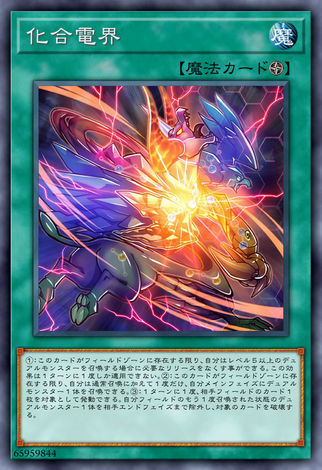 化合電界
魔
【魔法カード】
①:このカードがフィールドゾーンに存在する限り、自分はレベル5以上のデュ
アルモンスターを召喚する場合に必要なリリースをなくす事ができる。この効
果は1ターンに1度しか適用できない。②:このカードがフィールドゾーンに存
在する限り、自分は通常召喚に加えて1度だけ、自分メインフェイズにデュアル
モンスター1体を召喚できる。③:1ターンに1度、相手フィールドのカード1
枚を対象として発動できる。自分フィールドのもう1度召喚された状態のデュ
アルモンスター1体を相手エンドフェイズまで除外し、対象のカードを破壊す
る。
65959844